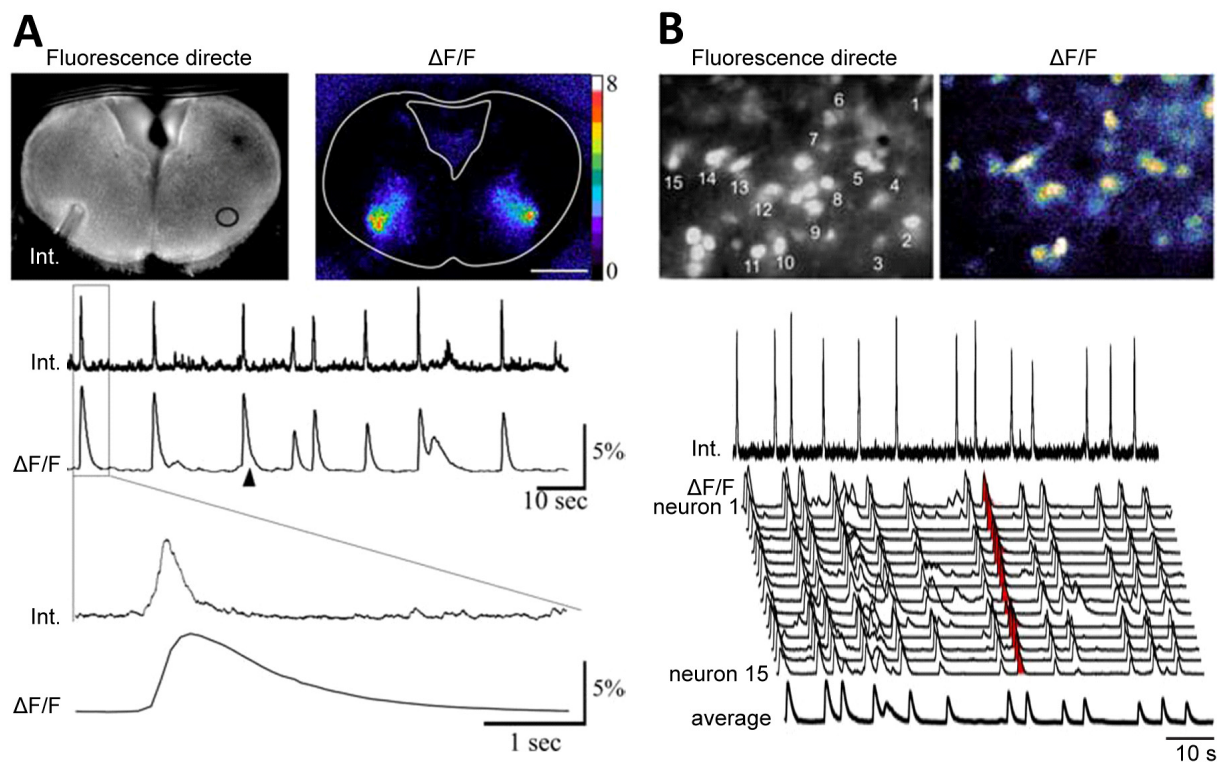 A
Fluorescence directe
ΔF/F
8
0
Int.
Int.
ΔF/F
5%
10 sec
Int.
ΔF/F
5%
1 sec
B
Fluorescence directe
ΔF/F
6
1
7
15
14
13
5
4
12
8
9
2
11
10
3
Int.
ΔF/F
neuron 1
neuron 15
average
10 s